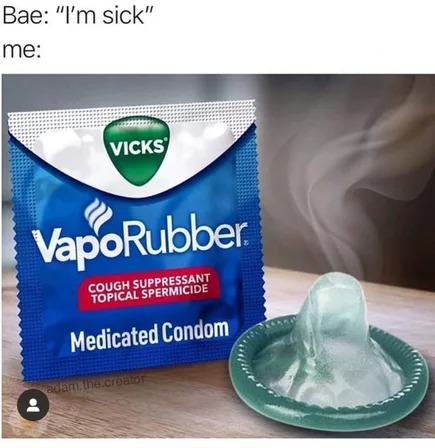 Bae: "I'm sick"
me:
VICKS
VapoRubber
COUGH SUPPRESSANT
TOPICAL SPERMICIDE
Medicated Condom
adam.the.creator